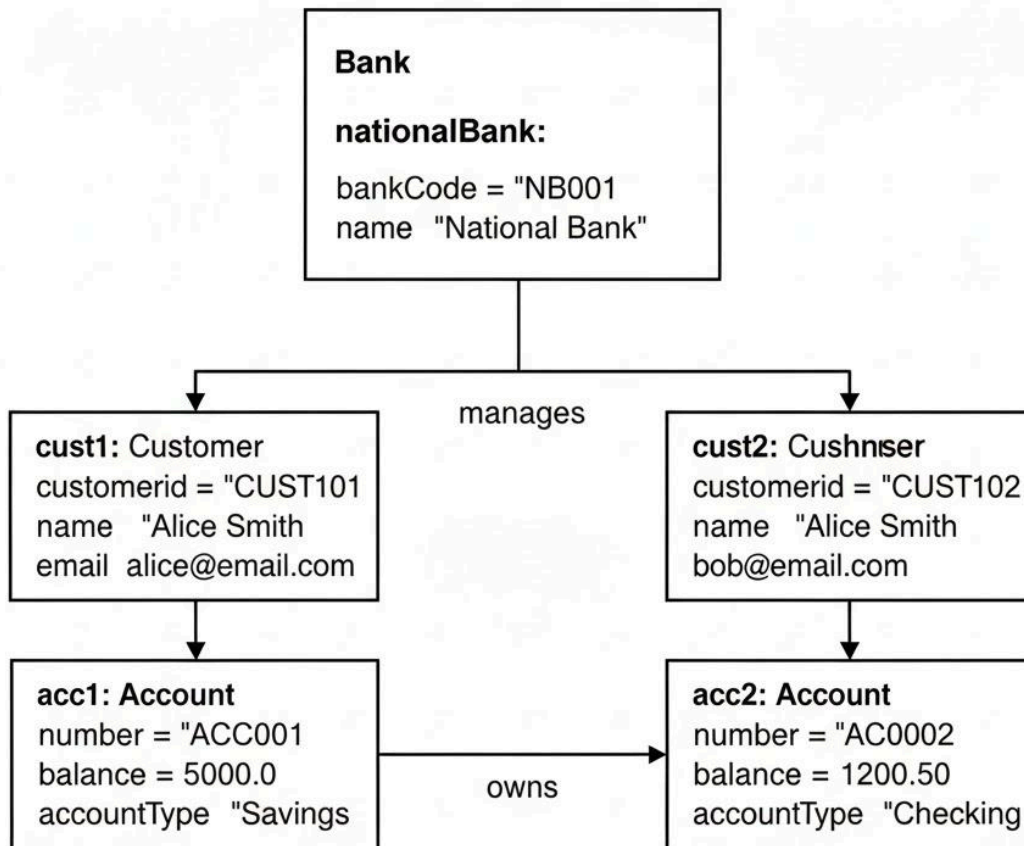 Bank
nationalBank:
bankCode = "NB001
name "National Bank"
manages
cust1: Customer
customerid = "CUST101
name "Alice Smith
email alice@email.com
cust2: Cushnıser
customerid = "CUST102
name "Alice Smith
bob@email.com
acc1: Account
number = "ACC001
balance = 5000.0
accountType "Savings
owns
acc2: Account
number = "AC0002
balance = 1200.50
accountType "Checking